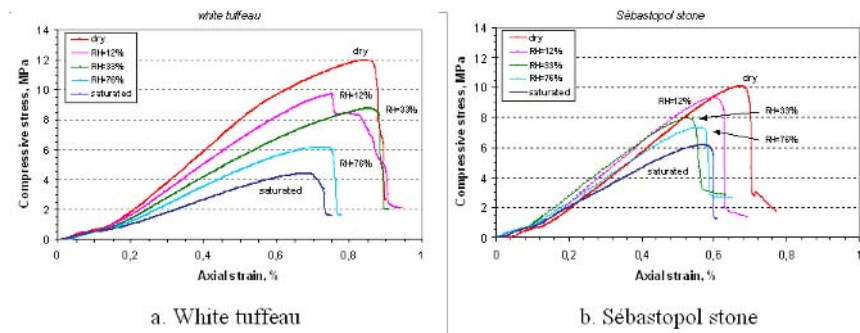 white tuffeau
Compressive stress, MPa
14
12
10
8
6
4
2
0
dry
RH=12%
RH=33%
RH=76%
saturated
dry
RH=12%
RH=33%
RH=76%
saturated
0
0,2
0,4
0,6
0,8
1
Axial strain, %
a. White tuffeau
Sébastopol stone
Compressive stress, MPa
14
12
10
8
6
4
2
0
dry
RH=12%
RH=33%
RH=76%
saturated
dry
RH=12%
RH=33%
RH=76%
saturated
0
0,2
0,4
0,6
0,8
1
Axial strain, %
b. Sébastopol stone